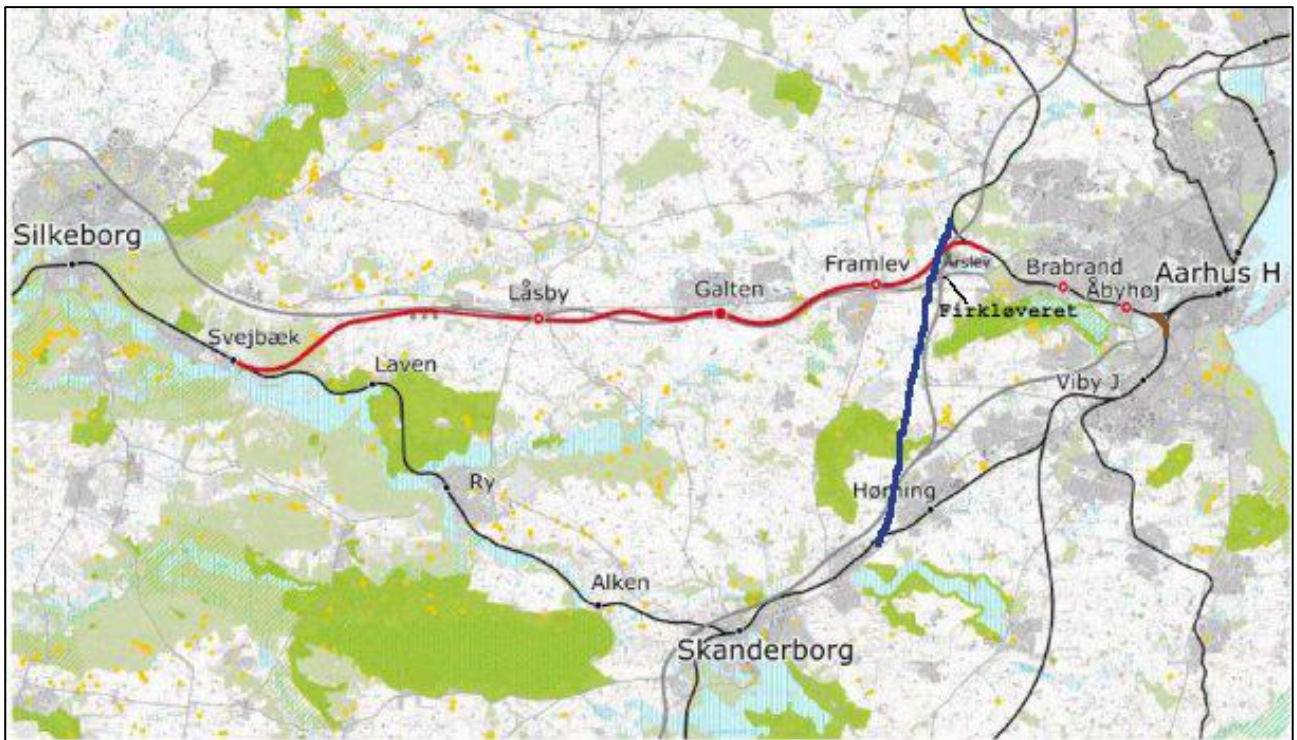 Silkeborg
Svejbæk
Laven
Ry
Alken
Skanderborg
Låsby
Galten
Framlev
Årslev
Firkløveret
Brabrand
Åbyhøj
Aarhus H
Viby J
Hørning